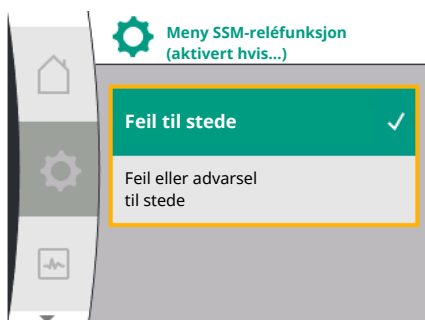 Meny SSM-reléfunksjon
(aktivert hvis...)
Feil til stede
Feil eller advarsel
til stede